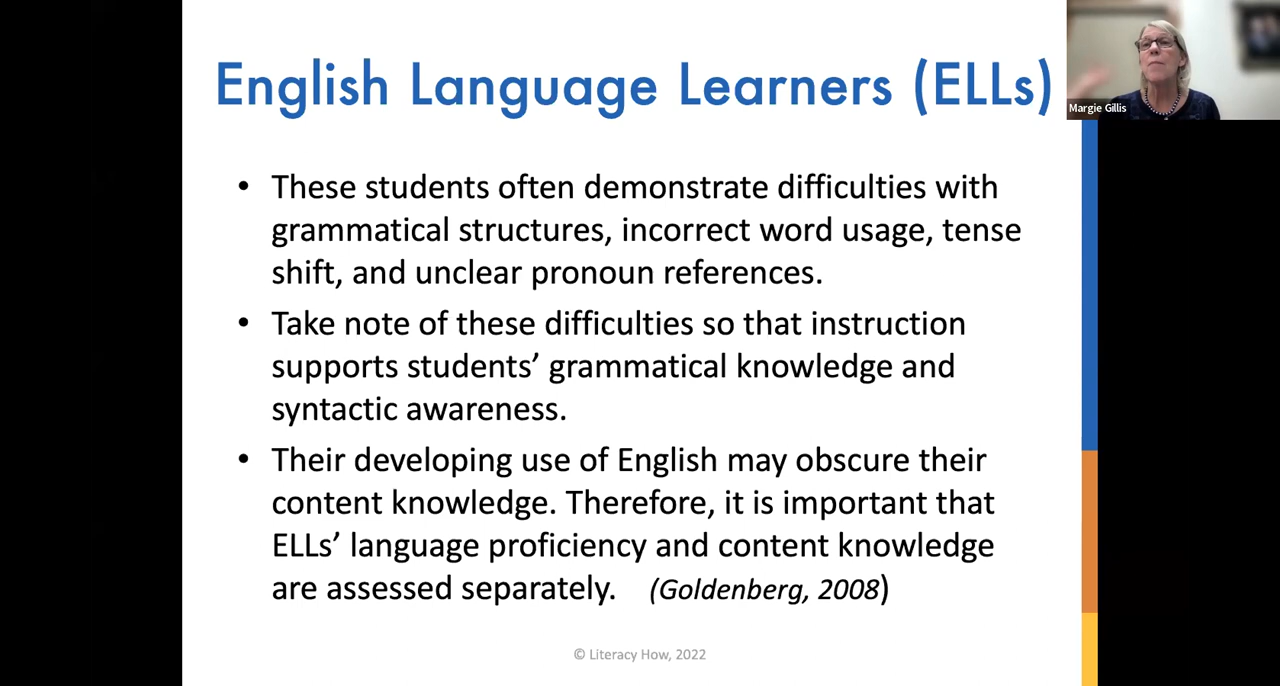 English Language Learners (ELLs)
Margie Gillis
• These students often demonstrate difficulties with
grammatical structures, incorrect word usage, tense
shift, and unclear pronoun references.
• Take note of these difficulties so that instruction
supports students’ grammatical knowledge and
syntactic awareness.
• Their developing use of English may obscure their
content knowledge. Therefore, it is important that
ELLs’ language proficiency and content knowledge
are assessed separately. (Goldenberg, 2008)
© Literacy How, 2022